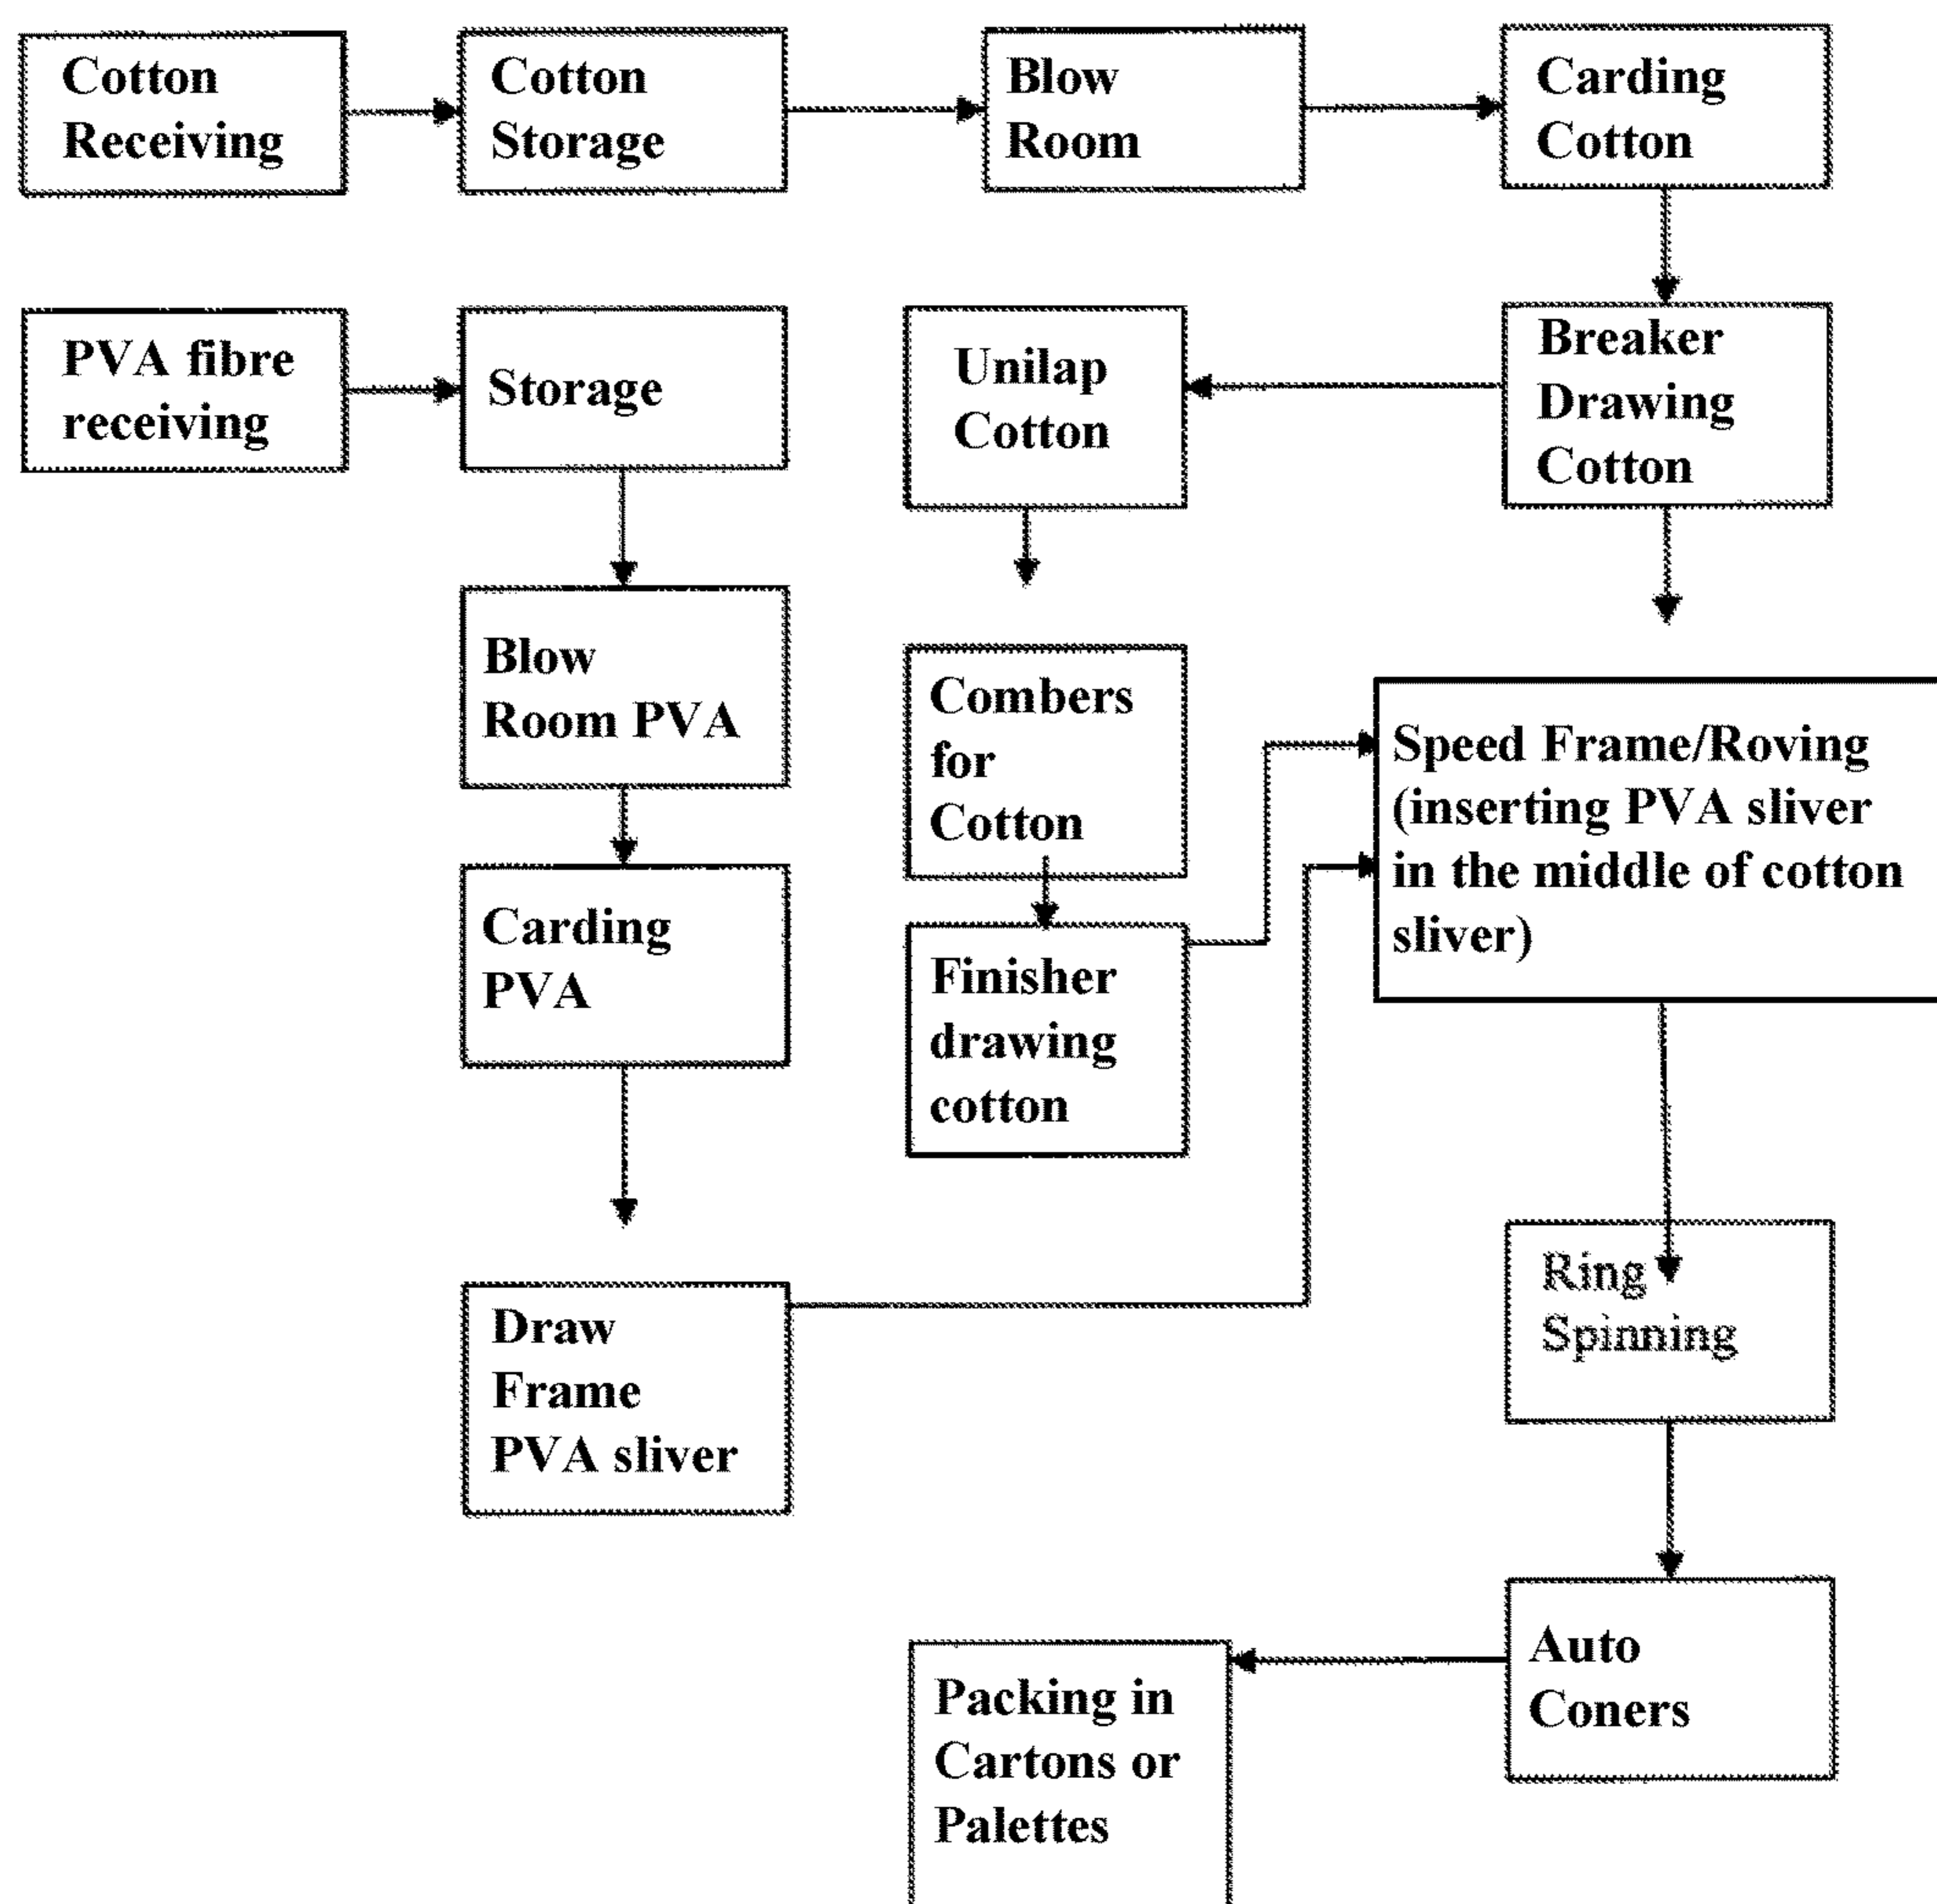 Cotton
Receiving
Cotton
Storage
Blow
Room
Carding
Cotton
PVA fibre
receiving
Storage
Unilap
Cotton
Breaker
Drawing
Cotton
Blow
Room PVA
Combers
for
Cotton
Speed Frame/Roving
(inserting PVA sliver
in the middle of cotton
sliver)
Carding
PVA
Finisher
drawing
cotton
Ring
Spinning
Draw
Frame
PVA sliver
Auto
Coners
Packing in
Cartons or
Palettes